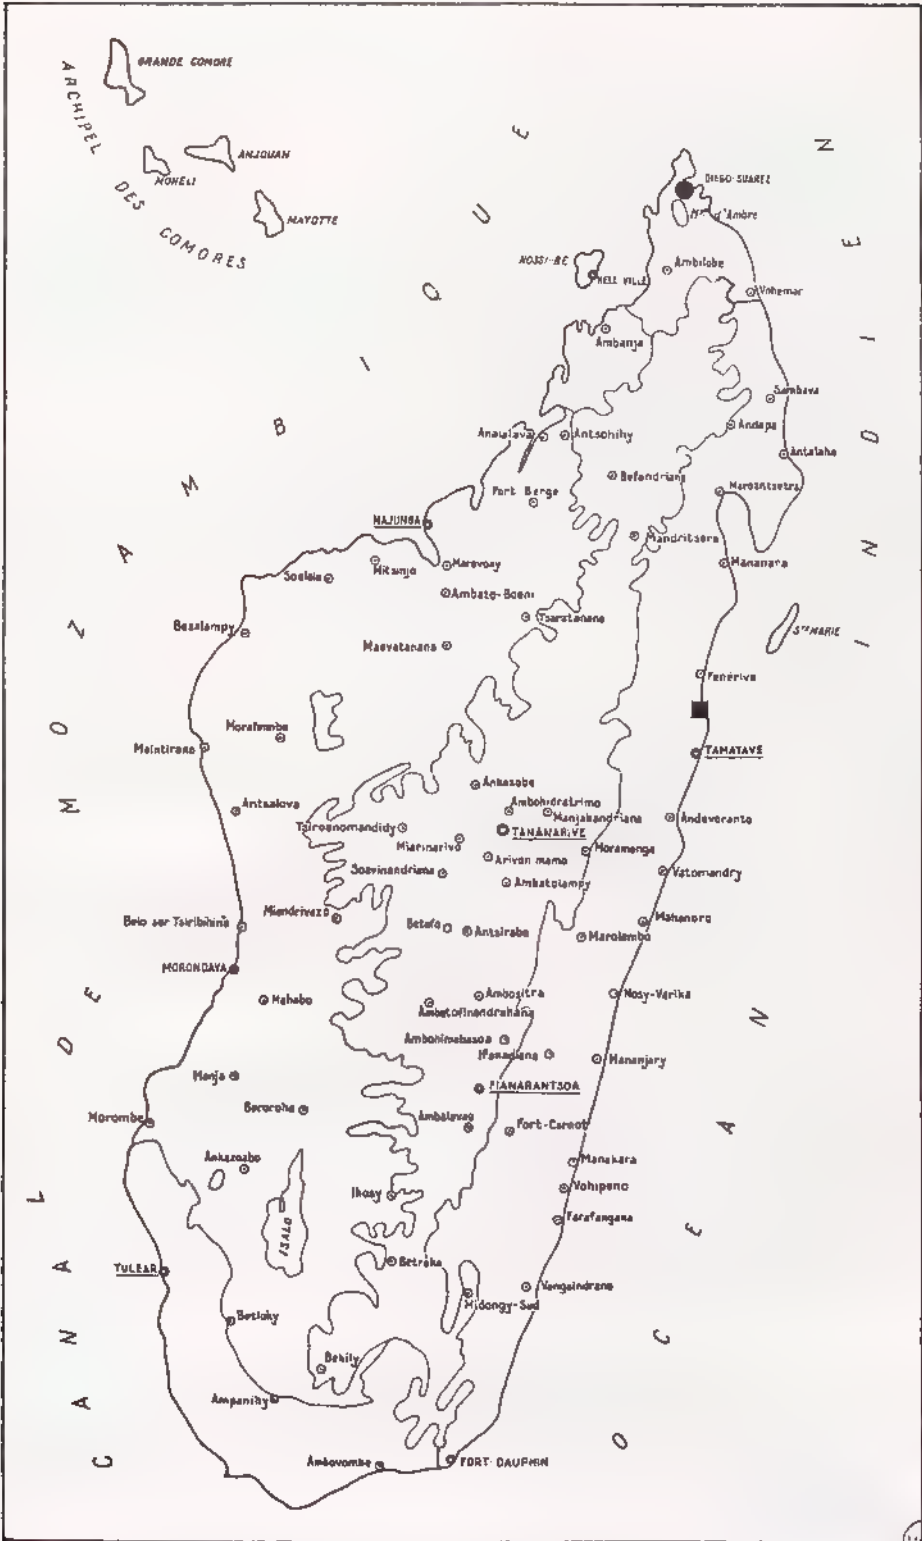 ARCHIPEL DES COMORES
GRANDE COMORE
ANJOUAN
MOHELI
MAYOTTE
CANAL DE MOZAMBIQUE
OCEAN INDIEN
DIEGO-SUAREZ
d'Ambre
NOSSI-BE
HELL VILLE
Ambilobe
Vohemar
Ambanja
Sambava
Andapa
Analalava
Antsohihy
Antalaha
Befandriana
Maroantsetra
Port Berge
MAJUNGA
Mandritsara
Mananara
Mitsinjo
Marovoay
Soalala
Ambato-Boeni
Tsaratanana
STE MARIE
Besalampy
Maevatanana
Fenérive
Morafenobe
Maintirano
TAMATAVE
Ankazobe
Antsalova
Ambohidratrimo
Manjakandriana
Andevoranto
Tsiroanomandidy
TANANARIVE
Miarinarivo
Moramanga
Arivonimamo
Soavinandriana
Vatomandry
Ambatolampy
Miandrivazo
Belo sur Tsiribihina
Betafo
Antsirabe
Mahanoro
Marolambo
MORONDAVA
Mahabo
Ambositra
Nosy-Varika
Ambatofinandrahana
Ambohimahasoa
Ifanadiana
Mananjary
Manja
FIANARANTSOA
Beroroha
Morombe
Ambalavao
Fort-Carnot
Ankazoabo
Manakara
Vohipeno
Ihosy
Farafangana
ISALO
Betroka
TULEAR
Vangaindrano
Midongy-Sud
Betioky
Bekily
Ampanihy
Ambovombe
FORT-DAUPHIN